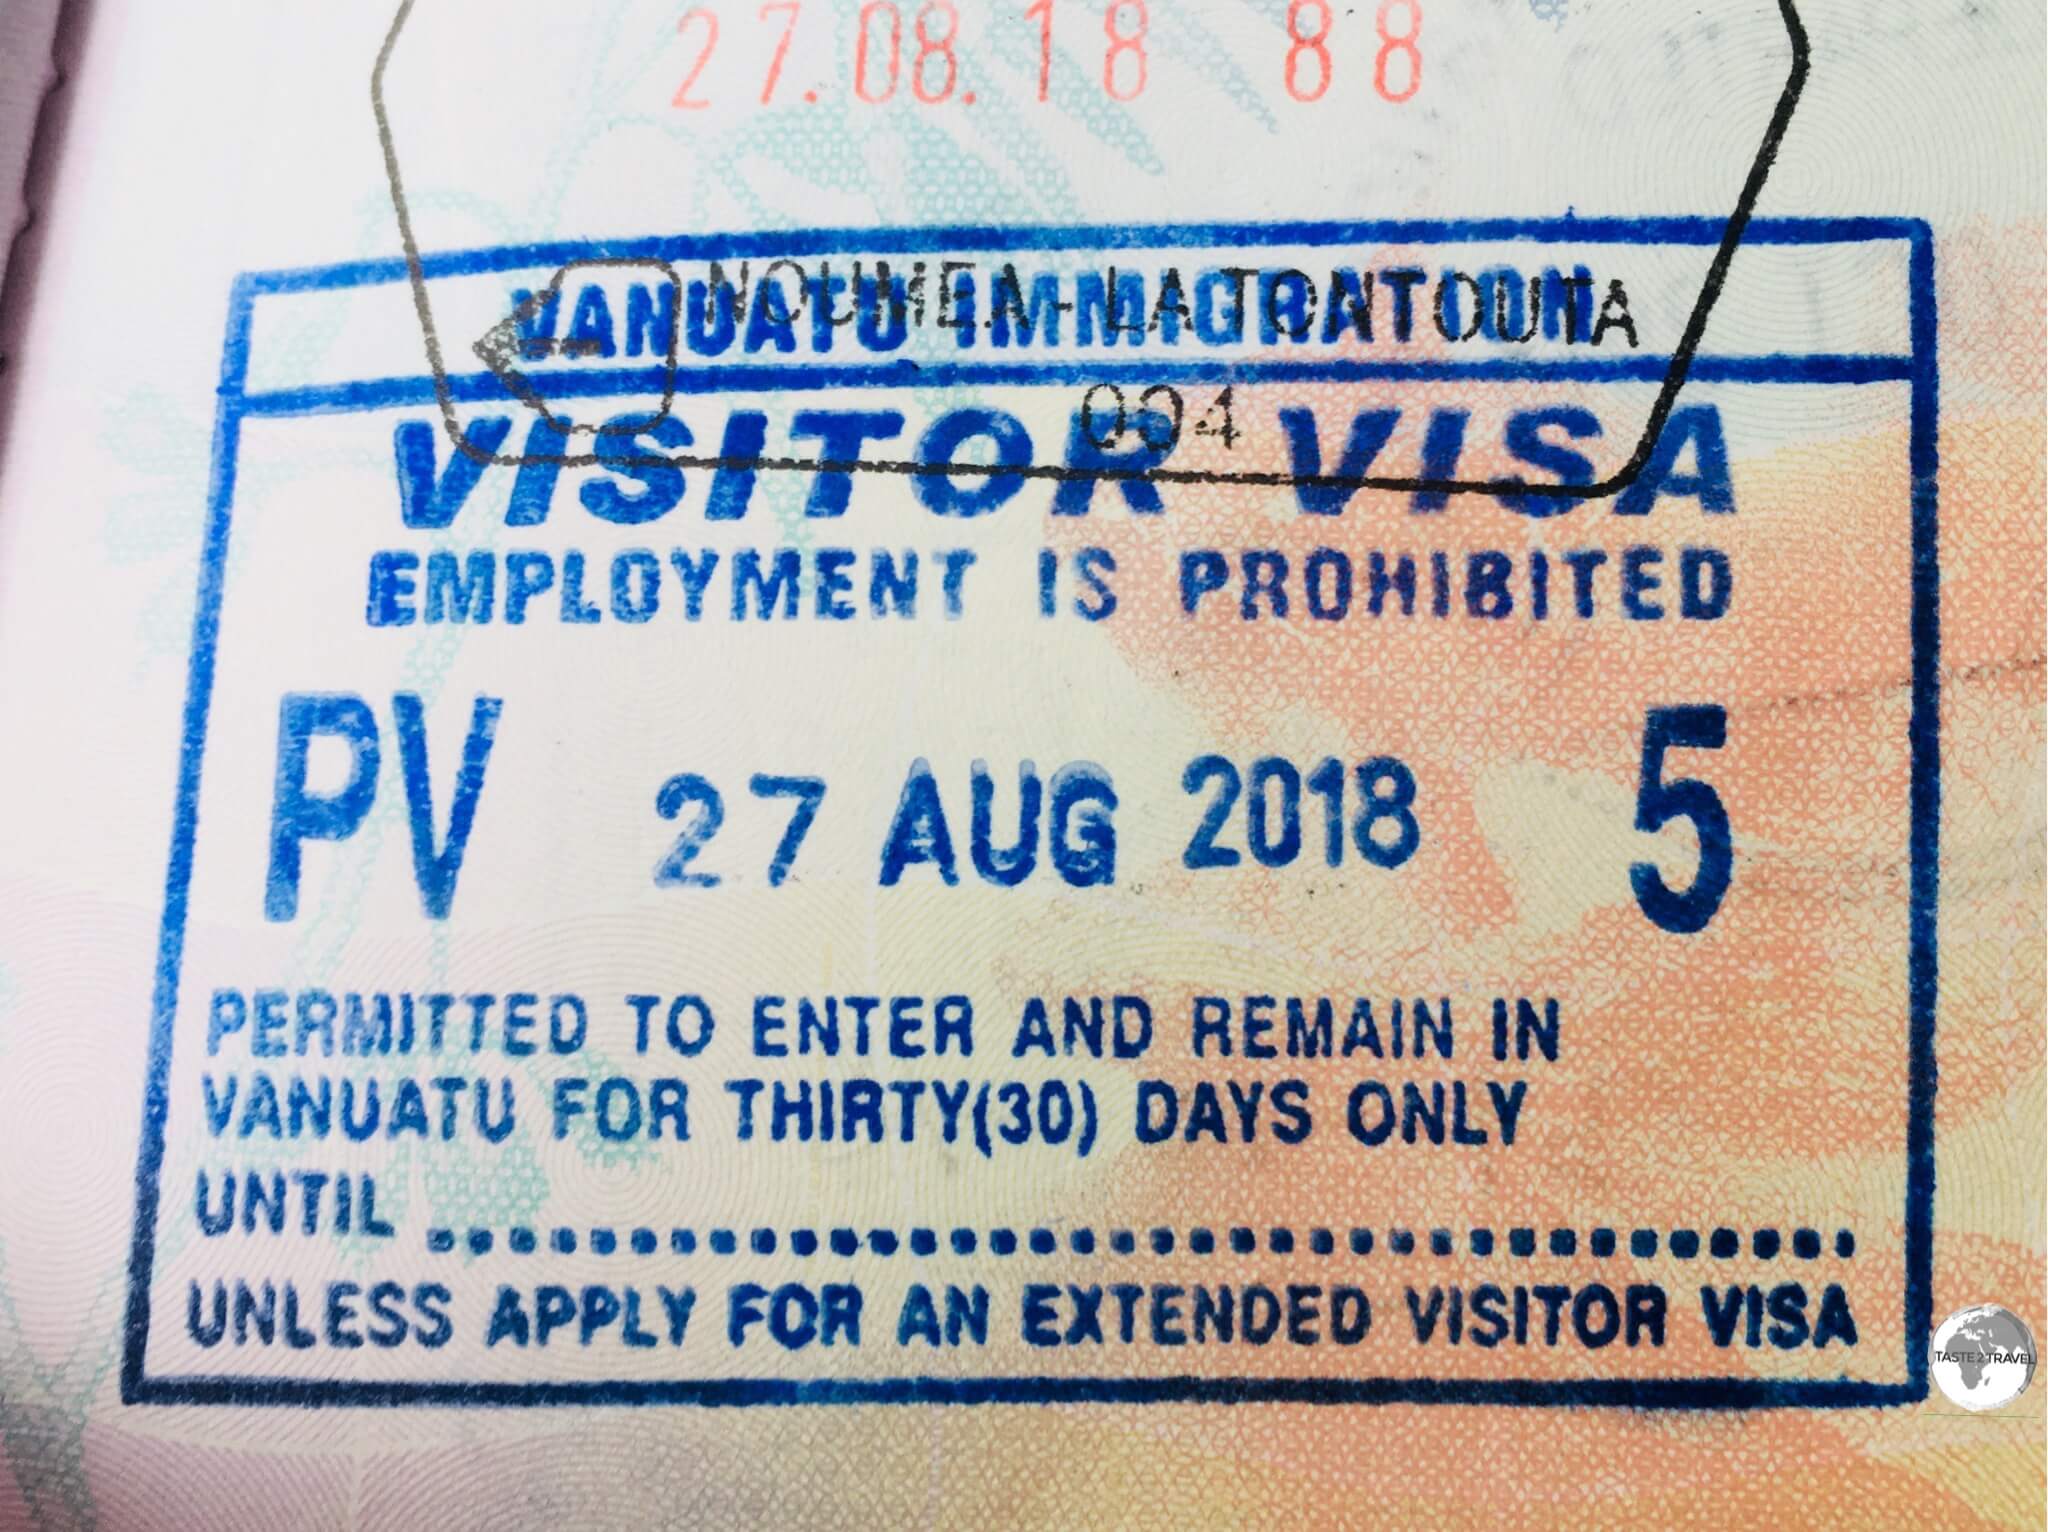 27.08.18 88
VANUATU IMMIGRATION
NOUMEA - LA TONTOUTA
004
VISITOR VISA
EMPLOYMENT IS PROHIBITED
PV 27 AUG 2018 5
PERMITTED TO ENTER AND REMAIN IN
VANUATU FOR THIRTY(30) DAYS ONLY
UNTIL ....................................
UNLESS APPLY FOR AN EXTENDED VISITOR VISA
TASTE2TRAVEL